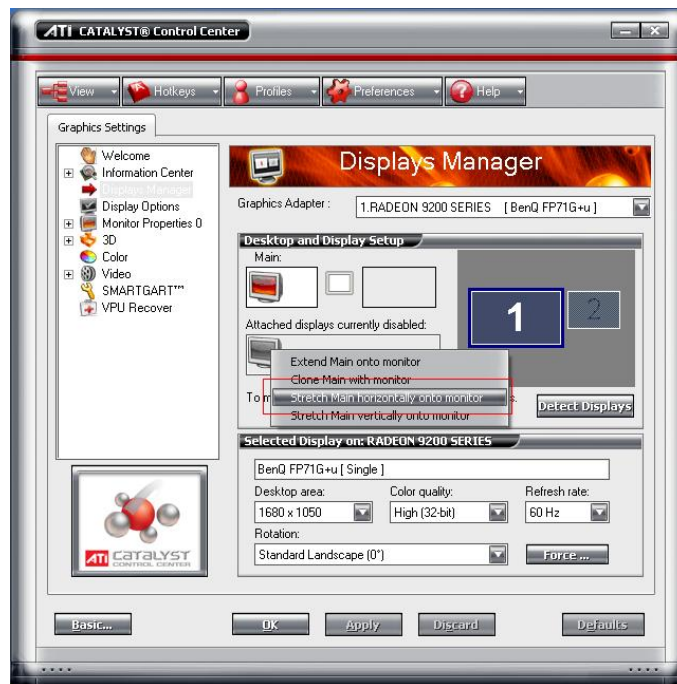 ATI CATALYST® Control Center
View Hotkeys Profiles Preferences Help
Graphics Settings
Welcome
Information Center
Displays Manager
Display Options
Monitor Properties 0
3D
Color
Video
SMARTGART™
VPU Recover
Displays Manager
Graphics Adapter : 1.RADEON 9200 SERIES [ BenQ FP71G+u ]
Desktop and Display Setup
Main:
1
2
Attached displays currently disabled:
Extend Main onto monitor
Clone Main with monitor
Stretch Main horizontally onto monitor
Stretch Main vertically onto monitor
Detect Displays
Selected Display on: RADEON 9200 SERIES
BenQ FP71G+u [ Single ]
Desktop area: Color quality: Refresh rate:
1680 x 1050 High (32-bit) 60 Hz
Rotation:
Standard Landscape (0°) Force ...
ATI CATALYST
CONTROL CENTER
Basic... OK Apply Discard Defaults